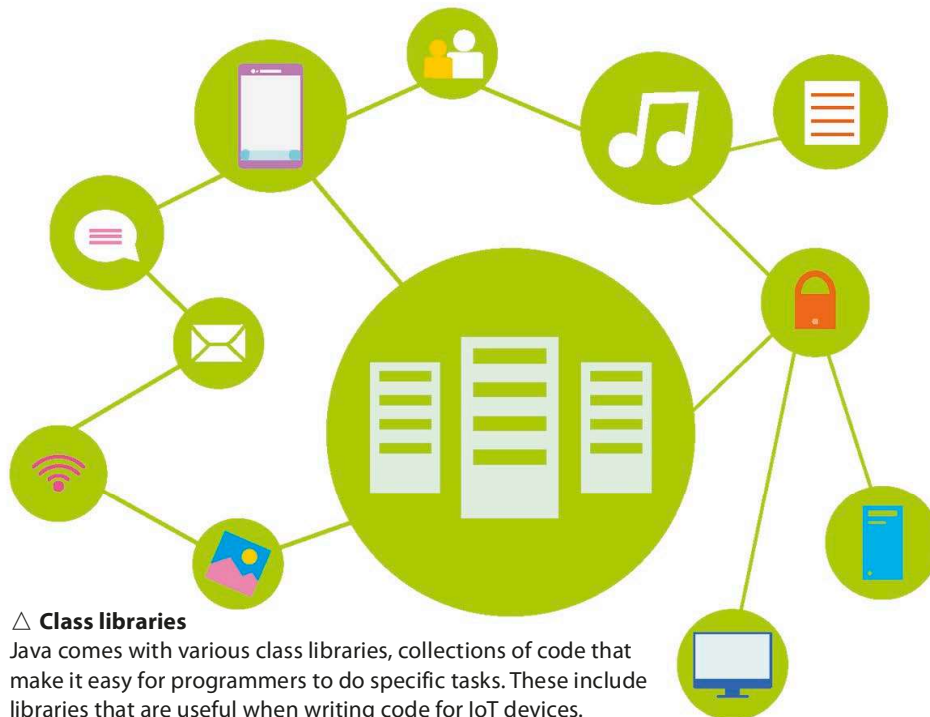 △ Class libraries
Java comes with various class libraries, collections of code that
make it easy for programmers to do specific tasks. These include
libraries that are useful when writing code for IoT devices.